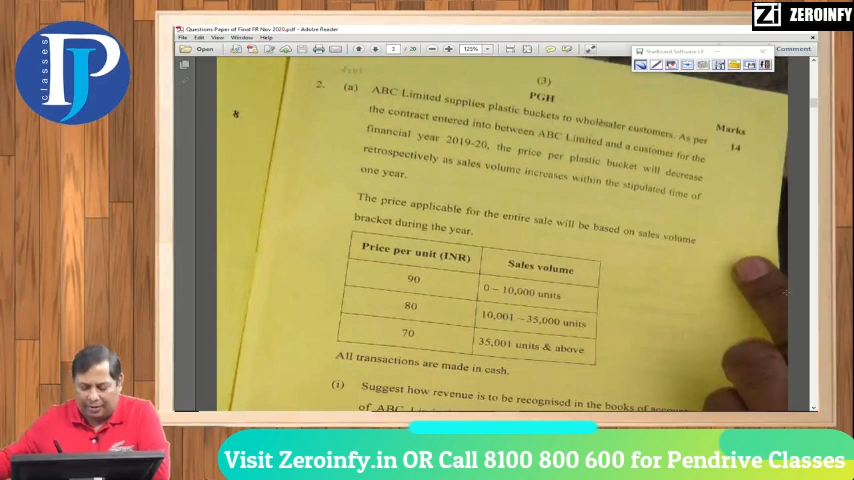 Zi ZEROINFY
PJ
classes
Questions Paper of Final FR Nov 2020.pdf - Adobe Reader
File Edit View Window Help
Open
3 / 20
125%
Comment
(3)
PGH
Marks
2. (a) ABC Limited supplies plastic buckets to wholesaler customers. As per
14
8
the contract entered into between ABC Limited and a customer for the
financial year 2019-20, the price per plastic bucket will decrease
retrospectively as sales volume increases within the stipulated time of
one year.
The price applicable for the entire sale will be based on sales volume
bracket during the year.
Price per unit (INR) Sales volume
90 0 – 10,000 units
80 10,001 – 35,000 units
70 35,001 units & above
All transactions are made in cash.
(i) Suggest how revenue is to be recognised in the books of
of ABC
Visit Zeroinfy.in OR Call 8100 800 600 for Pendrive Classes